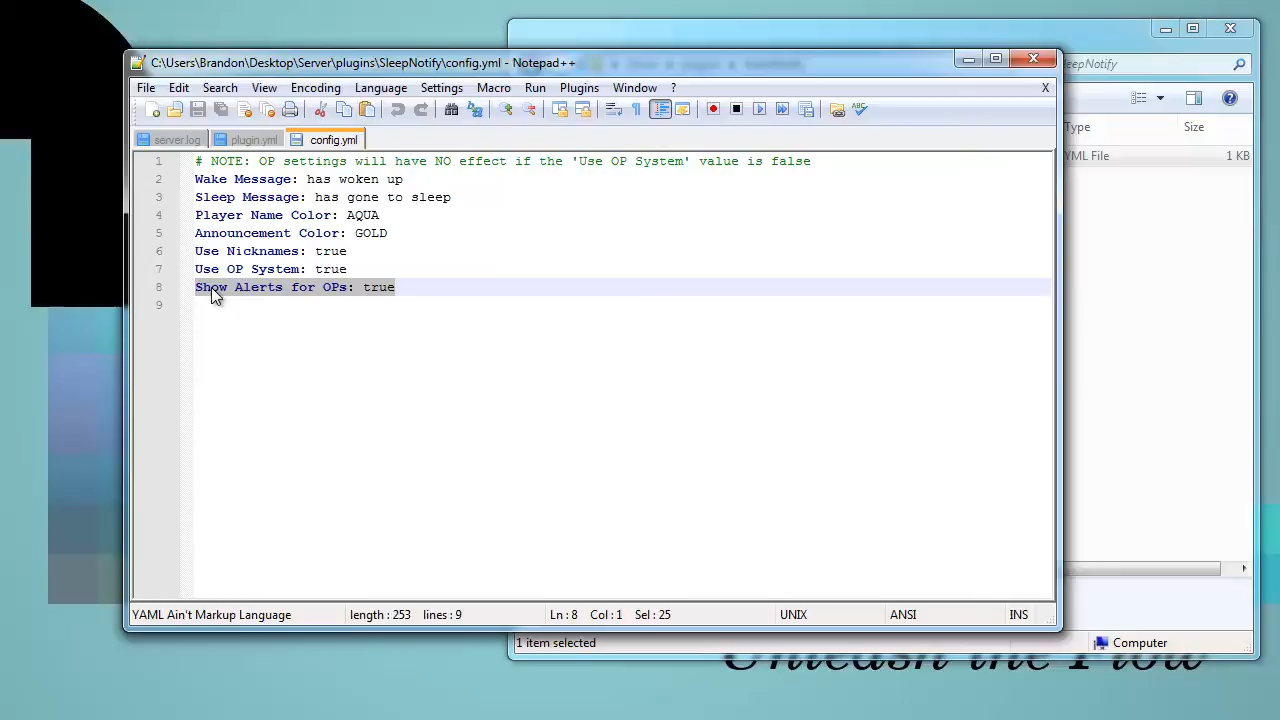 C:\Users\Brandon\Desktop\Server\plugins\SleepNotify\config.yml - Notepad++
File Edit Search View Encoding Language Settings Macro Run Plugins Window ? X
server.log plugin.yml config.yml
1 # NOTE: OP settings will have NO effect if the 'Use OP System' value is false
2 Wake Message: has woken up
3 Sleep Message: has gone to sleep
4 Player Name Color: AQUA
5 Announcement Color: GOLD
6 Use Nicknames: true
7 Use OP System: true
8 Show Alerts for OPs: true
9
YAML Ain't Markup Language length : 253 lines : 9 Ln : 8 Col : 1 Sel : 25 UNIX ANSI INS
eepNotify
Type Size
YML File 1 KB
1 item selected Computer
Unleash the Flow